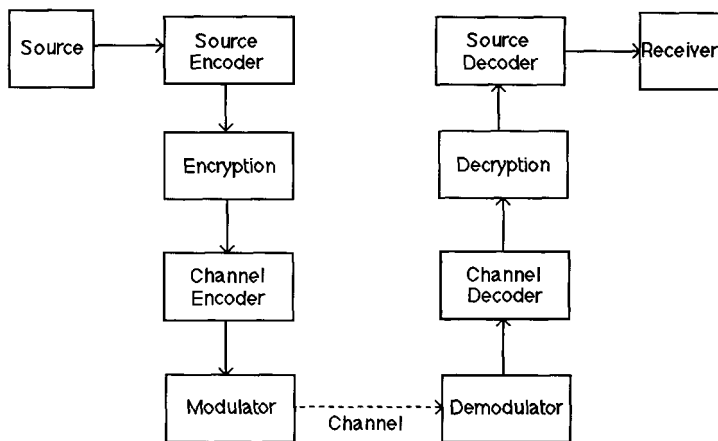 Source
Source
Encoder
Source
Decoder
Receiver
Encryption
Decryption
Channel
Encoder
Channel
Decoder
Modulator
Channel
Demodulator